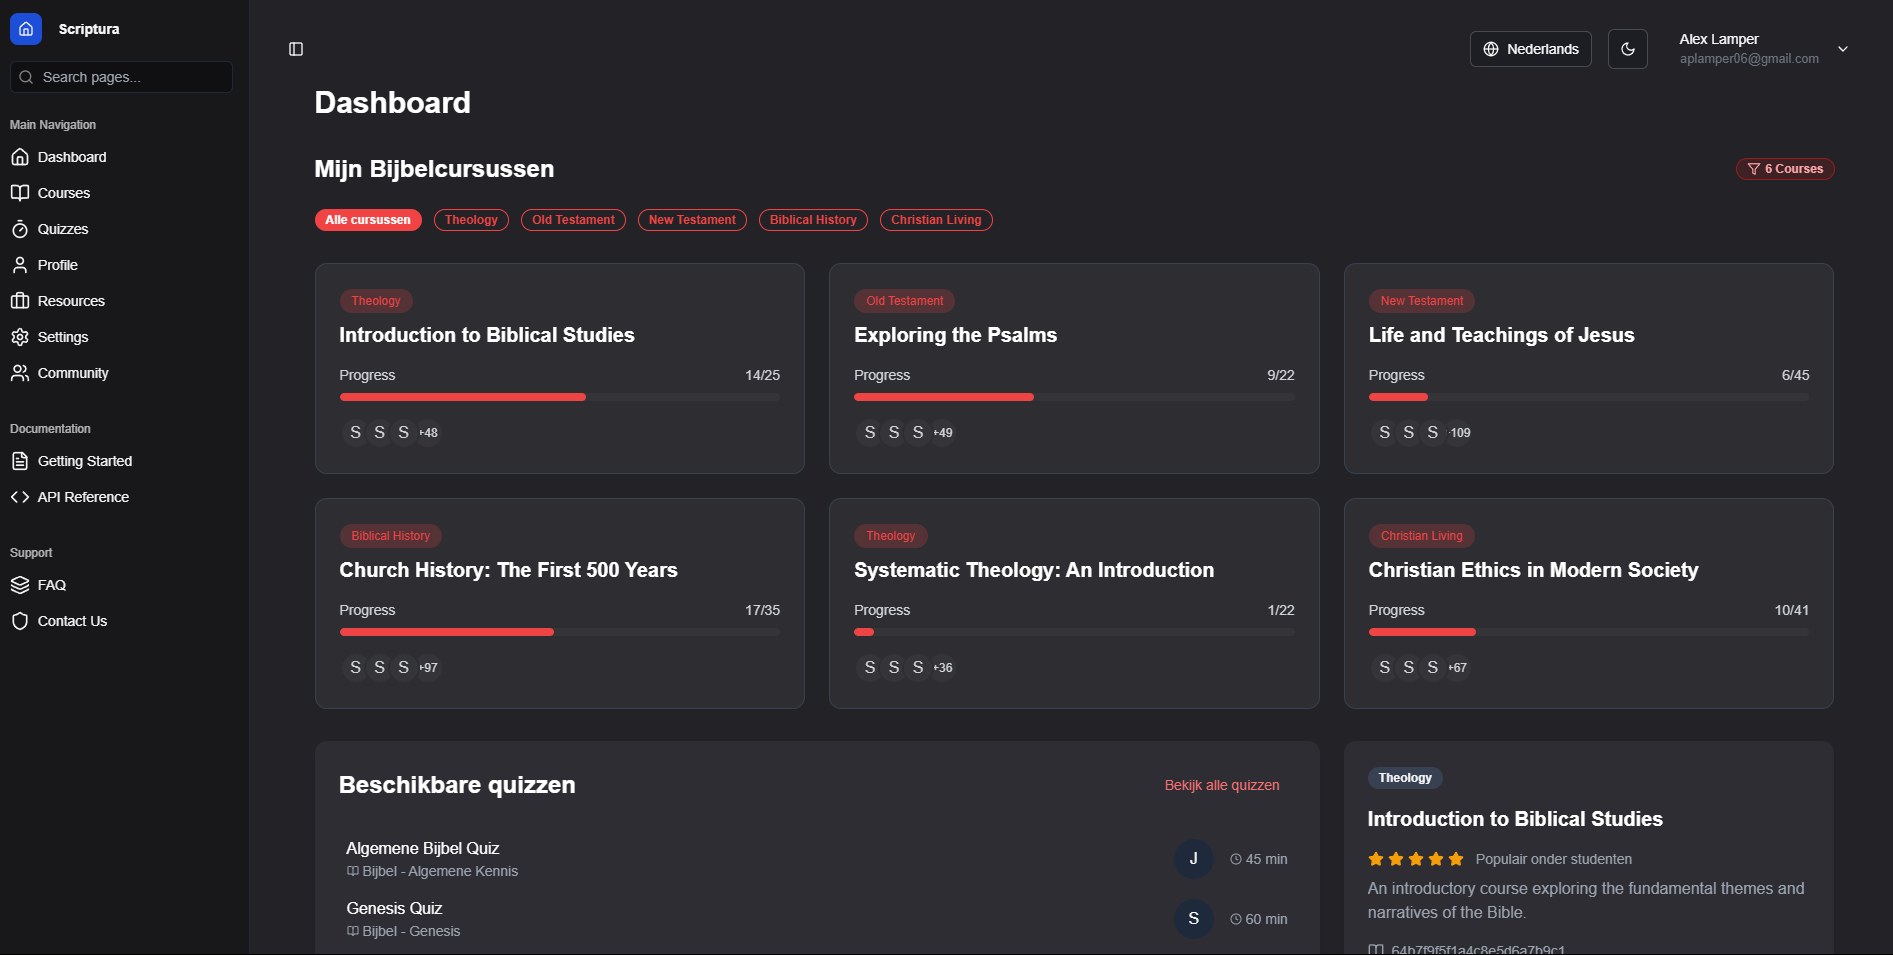 Scriptura
Search pages...
Main Navigation
Dashboard
Courses
Quizzes
Profile
Resources
Settings
Community
Documentation
Getting Started
API Reference
Support
FAQ
Contact Us
Nederlands
Alex Lamper
aplamper06@gmail.com
Dashboard
Mijn Bijbelcursussen
6 Courses
Alle cursussen Theology Old Testament New Testament Biblical History Christian Living
Theology
Introduction to Biblical Studies
Progress 14/25
S S S +48
Old Testament
Exploring the Psalms
Progress 9/22
S S S +49
New Testament
Life and Teachings of Jesus
Progress 6/45
S S S +109
Biblical History
Church History: The First 500 Years
Progress 17/35
S S S +97
Theology
Systematic Theology: An Introduction
Progress 1/22
S S S +36
Christian Living
Christian Ethics in Modern Society
Progress 10/41
S S S +67
Beschikbare quizzen
Bekijk alle quizzen
Algemene Bijbel Quiz
Bijbel - Algemene Kennis
J 45 min
Genesis Quiz
Bijbel - Genesis
S 60 min
Theology
Introduction to Biblical Studies
Populair onder studenten
An introductory course exploring the fundamental themes and
narratives of the Bible.